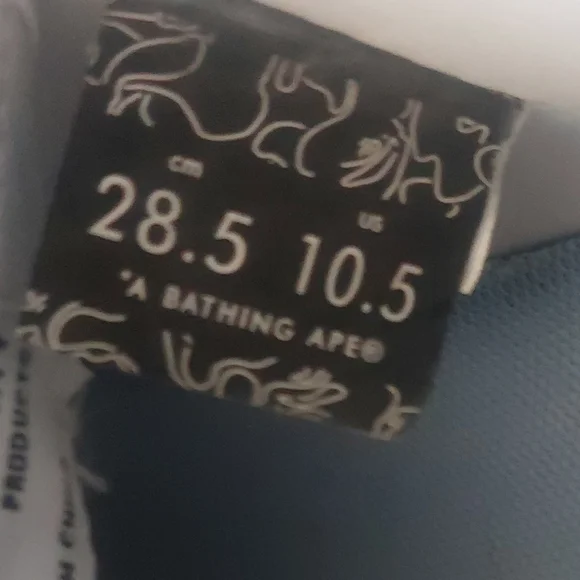 cm
us
28.5
10.5
"A BATHING APE®
PRODUCT